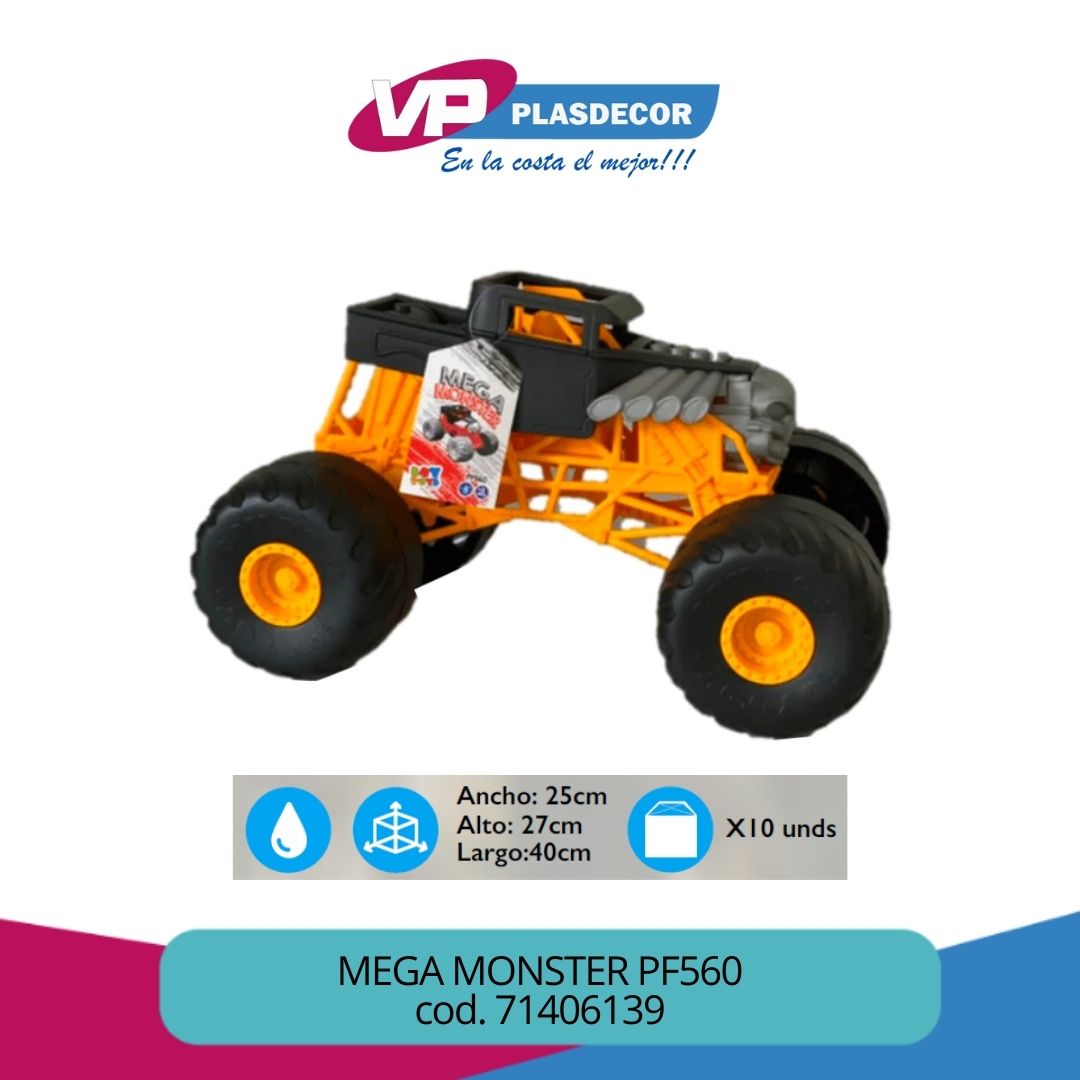 VP PLASDECOR
En la costa el mejor!!!
MEGA
MONSTER
PF560
Ancho: 25cm
Alto: 27cm
Largo:40cm
X10 unds
MEGA MONSTER PF560
cod. 71406139